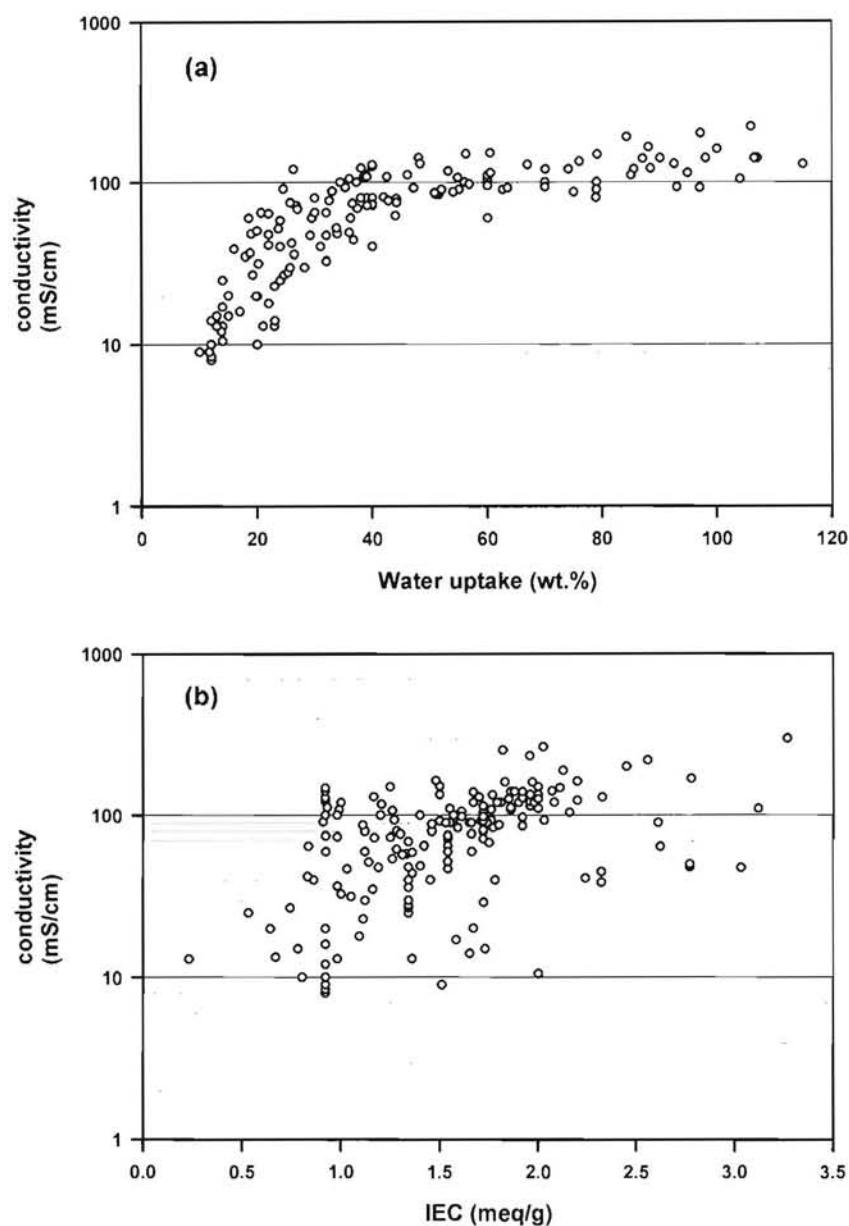 1000
(a)
100
conductivity
(mS/cm)
10
1
0 20 40 60 80 100 120
Water uptake (wt.%)
1000
(b)
100
conductivity
(mS/cm)
10
1
0.0 0.5 1.0 1.5 2.0 2.5 3.0 3.5
IEC (meq/g)